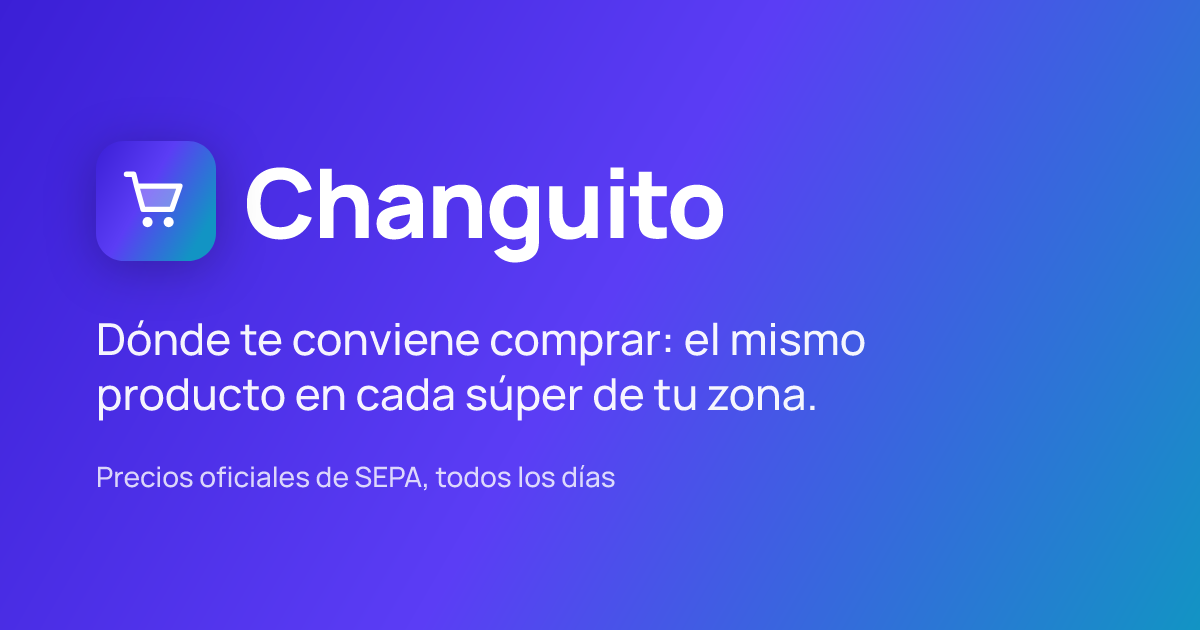 Changuito
Dónde te conviene comprar: el mismo
producto en cada súper de tu zona.
Precios oficiales de SEPA, todos los días